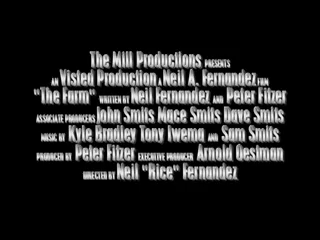 The Mill Productions PRESENTS
AN Visted Production A Neil A. Fernandez FILM
"The Farm" WRITTEN BY Neil Fernandez AND Peter Fitzer
ASSOCIATE PRODUCERS John Smits Mace Smits Dave Smits
MUSIC BY Kyle Bradley Tony Iwema AND Sam Smits
PRODUCED BY Peter Fitzer EXECUTIVE PRODUCER Arnold Oestman
DIRECTED BY Neil "Rice" Fernandez